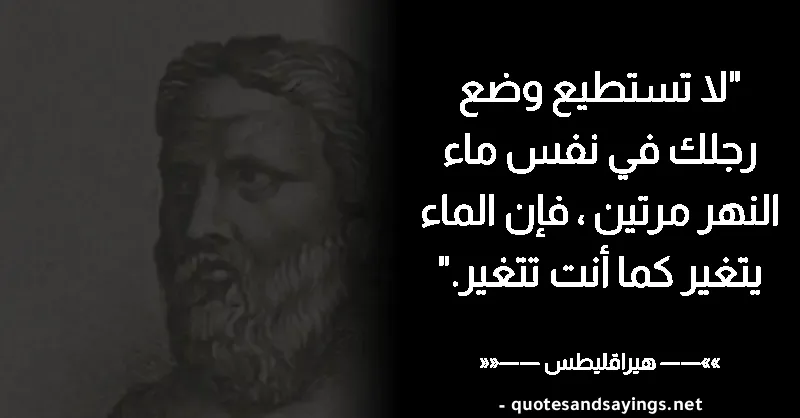 "لا تستطيع وضع
رجلك في نفس ماء
النهر مرتين ، فإن الماء
يتغير كما أنت تتغير."
««—— هيراقليطس ——»»
- quotesandsayings.net